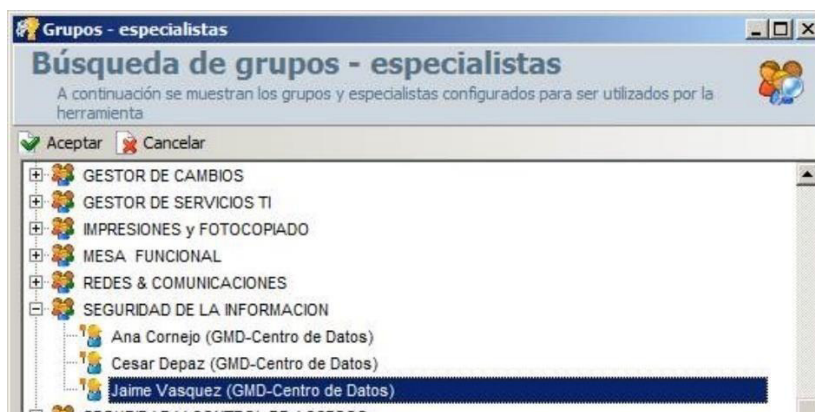 Grupos - especialistas
Búsqueda de grupos - especialistas
A continuación se muestran los grupos y especialistas configurados para ser utilizados por la
herramienta
Aceptar Cancelar
GESTOR DE CAMBIOS
GESTOR DE SERVICIOS TI
IMPRESIONES y FOTOCOPIADO
MESA FUNCIONAL
REDES & COMUNICACIONES
SEGURIDAD DE LA INFORMACION
Ana Cornejo (GMD-Centro de Datos)
Cesar Depaz (GMD-Centro de Datos)
Jaime Vasquez (GMD-Centro de Datos)